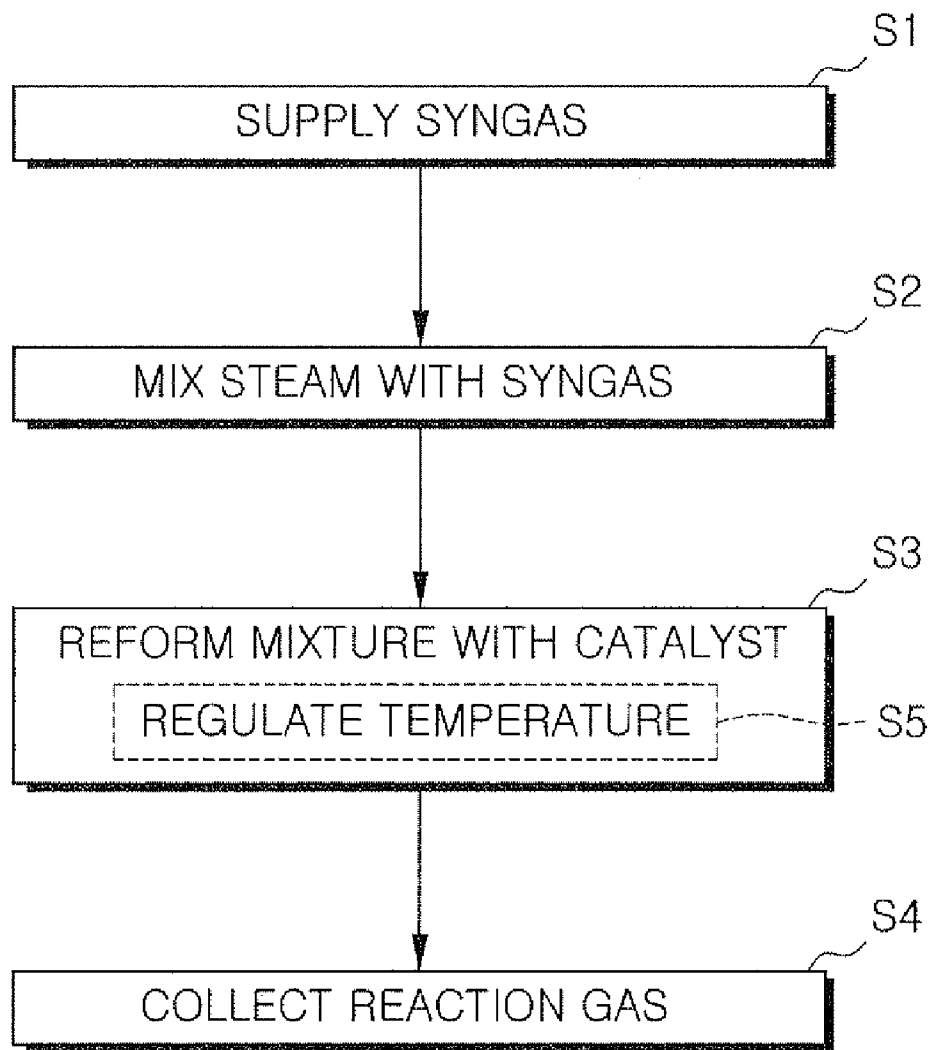 S1
SUPPLY SYNGAS
S2
MIX STEAM WITH SYNGAS
S3
REFORM MIXTURE WITH CATALYST
REGULATE TEMPERATURE
S5
S4
COLLECT REACTION GAS